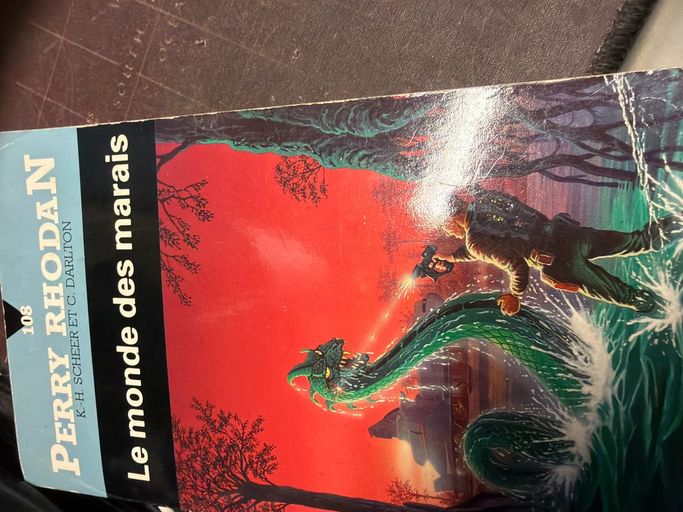 108
PERRY RHODAN
K.-H. SCHEER ET C. DARLTON
Le monde des marais